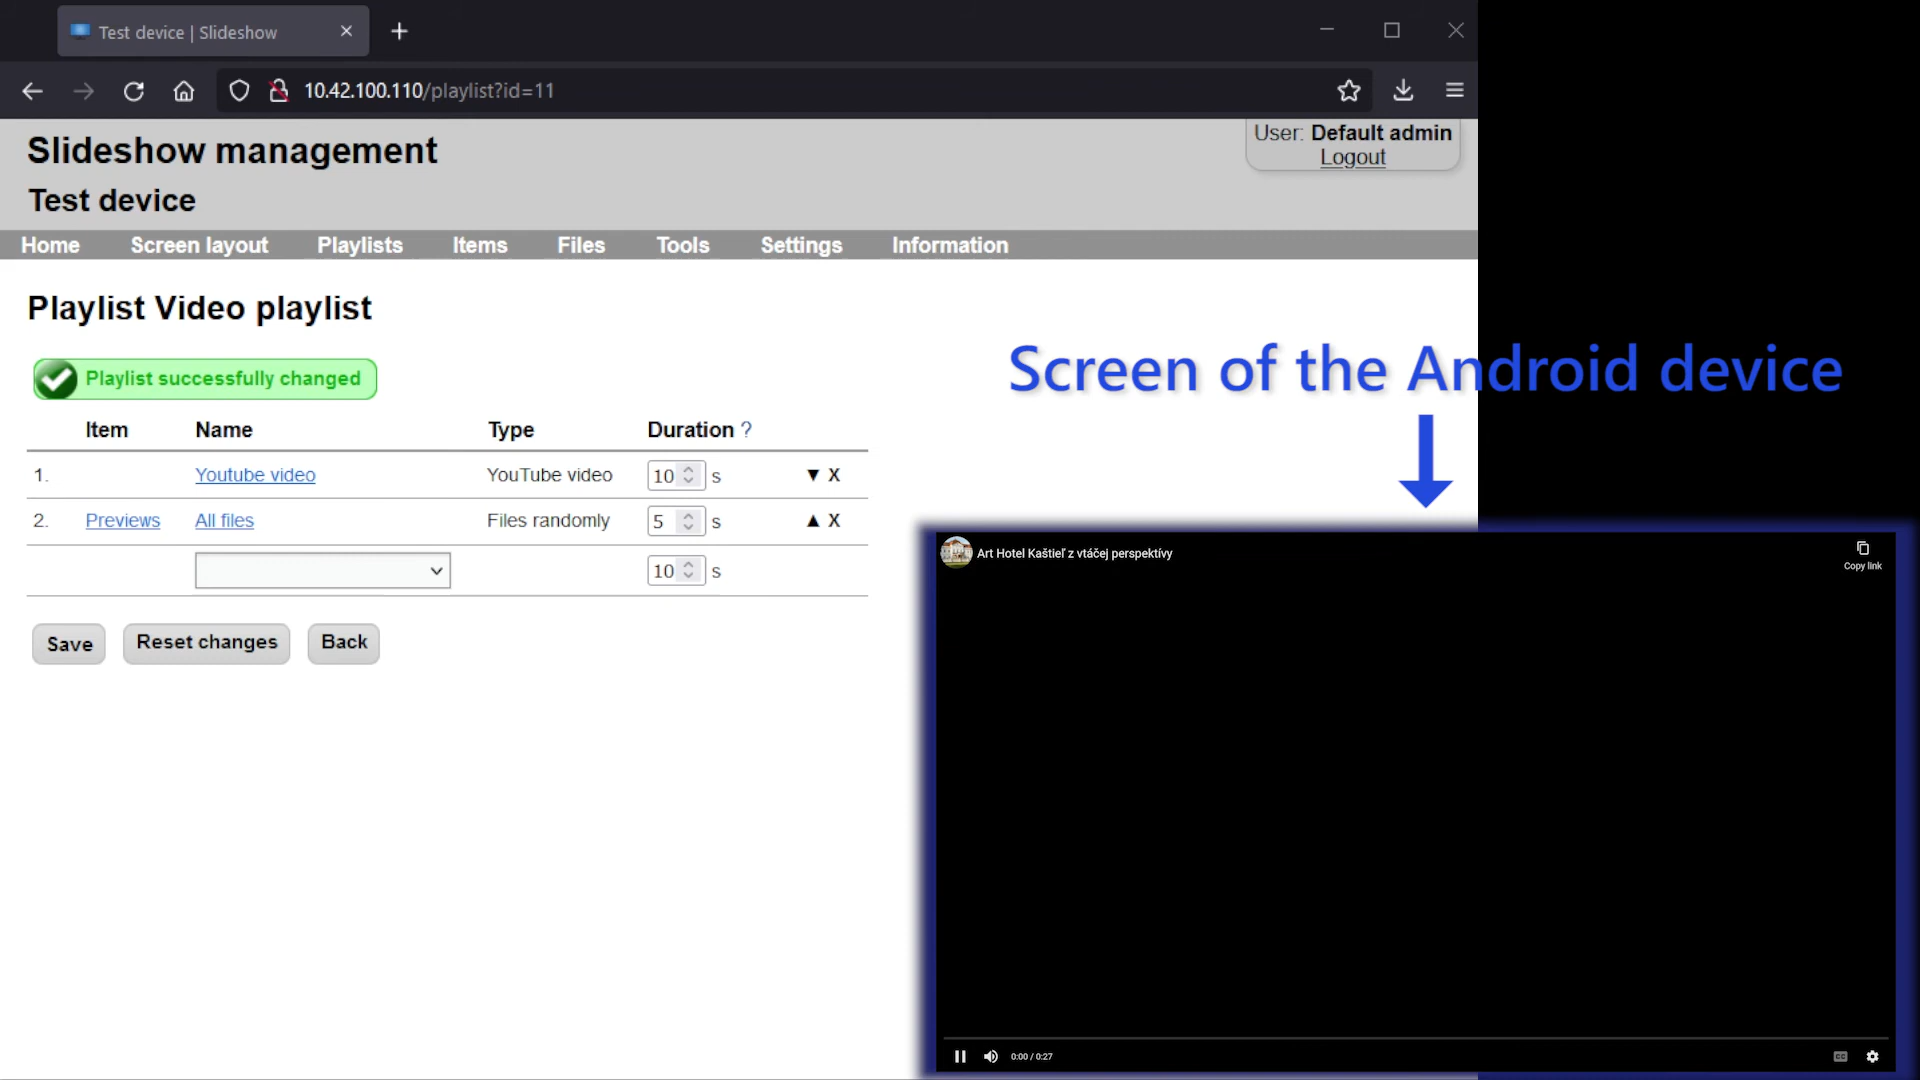 Test device | Slideshow
10.42.100.110/playlist?id=11
Slideshow management
User: Default admin
Logout
Test device
Home Screen layout Playlists Items Files Tools Settings Information
Playlist Video playlist
Playlist successfully changed
Screen of the Android device
Item Name Type Duration ?
1. Youtube video YouTube video 10 s ▼ X
2. Previews All files Files randomly 5 s ▲ X
10 s
Save Reset changes Back
Art Hotel Kaštieľ z vtáčej perspektívy
Copy link
0:00 / 0:27
CC